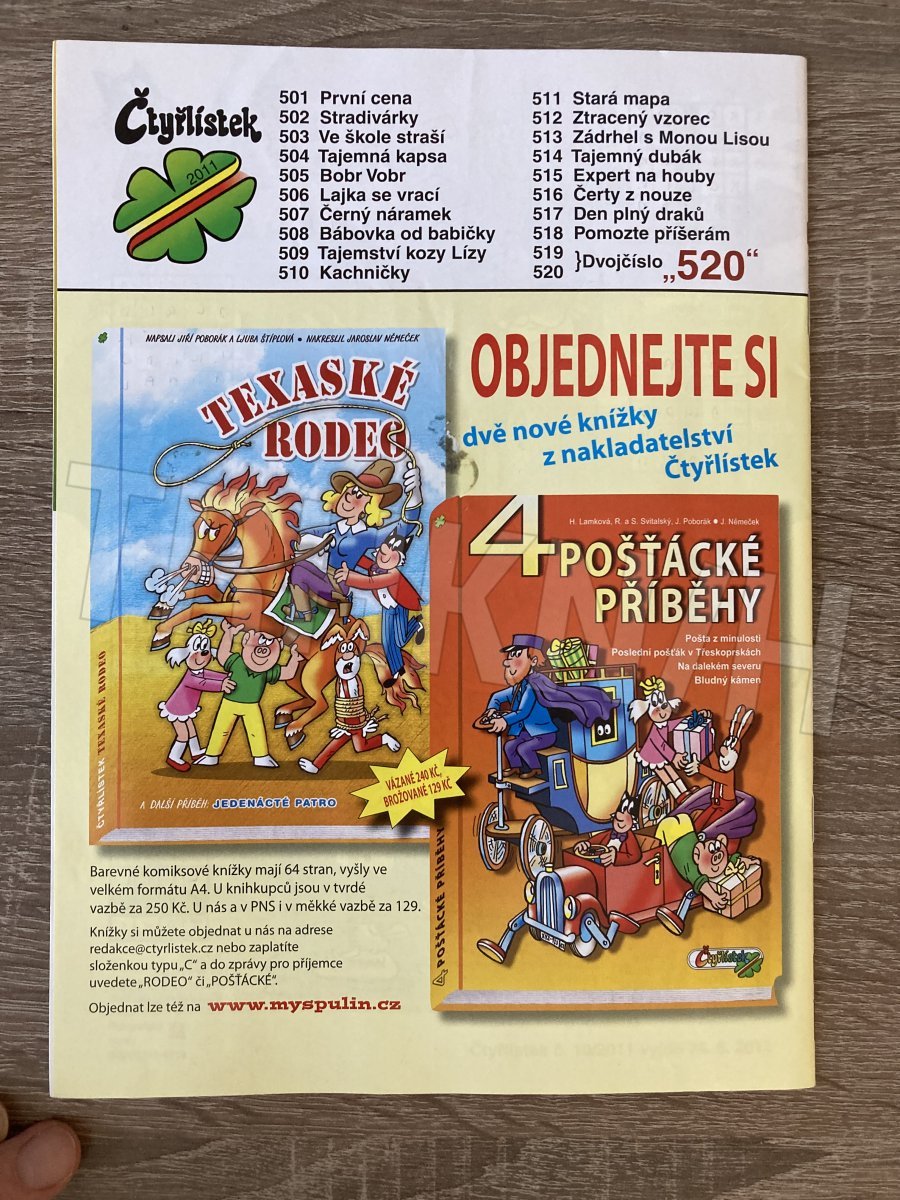 Čtyřlístek
2011
501 První cena
502 Stradivárky
503 Ve škole straší
504 Tajemná kapsa
505 Bobr Vobr
506 Lajka se vrací
507 Černý náramek
508 Bábovka od babičky
509 Tajemství kozy Lízy
510 Kachničky
511 Stará mapa
512 Ztracený vzorec
513 Zádrhel s Monou Lisou
514 Tajemný dubák
515 Expert na houby
516 Čerty z nouze
517 Den plný draků
518 Pomozte příšerám
519
520 }Dvojčíslo „520“
NAPSALI JIŘÍ POBORÁK A LJUBA ŠTÍPLOVÁ • NAKRESLIL JAROSLAV NĚMEČEK
TEXASKÉ
RODEO
ČTYŘLÍSTEK TEXASKÉ RODEO
A DALŠÍ PŘÍBĚH: JEDENÁCTÉ PATRO
OBJEDNEJTE SI
dvě nové knížky
z nakladatelství
Čtyřlístek
H. Lamková, R. a S. Svitalský, J. Poborák • J. Němeček
4 POŠŤÁCKÉ
PŘÍBĚHY
Pošta z minulosti
Poslední pošťák v Třeskoprskách
Na dalekém severu
Bludný kámen
4 POŠŤÁCKÉ PŘÍBĚHY
Čtyřlístek
VÁZANÉ 240 KČ,
BROŽOVANÉ 129 KČ
Barevné komiksové knížky mají 64 stran, vyšly ve
velkém formátu A4. U knihkupců jsou v tvrdé
vazbě za 250 Kč. U nás a v PNS i v měkké vazbě za 129.
Knížky si můžete objednat u nás na adrese
redakce@ctyrlistek.cz nebo zaplatíte
složenkou typu „C“ a do zprávy pro příjemce
uvedete „RODEO“ či „POŠŤÁCKÉ“.
Objednat lze též na www.myspulin.cz